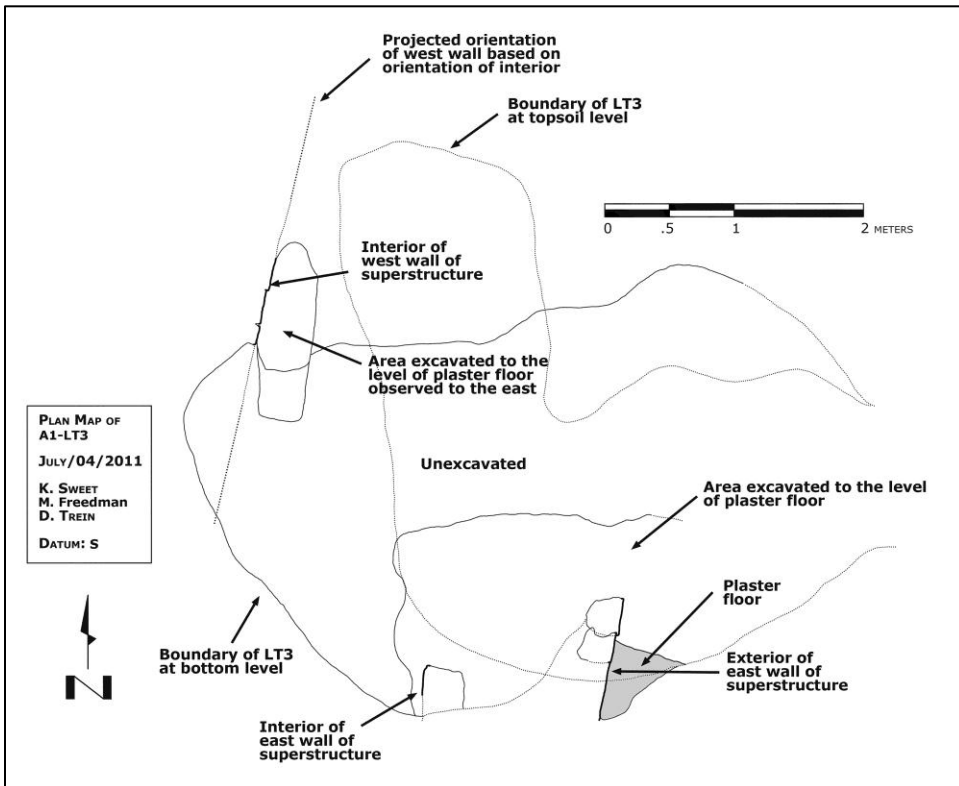 Projected orientation
of west wall based on
orientation of interior
Boundary of LT3
at topsoil level
0 .5 1 2 METERS
Interior of
west wall of
superstructure
Area excavated to the
level of plaster floor
observed to the east
PLAN MAP OF
A1-LT3
JULY/04/2011
K. SWEET
M. FREEDMAN
D. TREIN
DATUM: S
Unexcavated
Area excavated to the level
of plaster floor
Plaster
floor
Boundary of LT3
at bottom level
Exterior of
east wall of
superstructure
Interior of
east wall of
superstructure
N